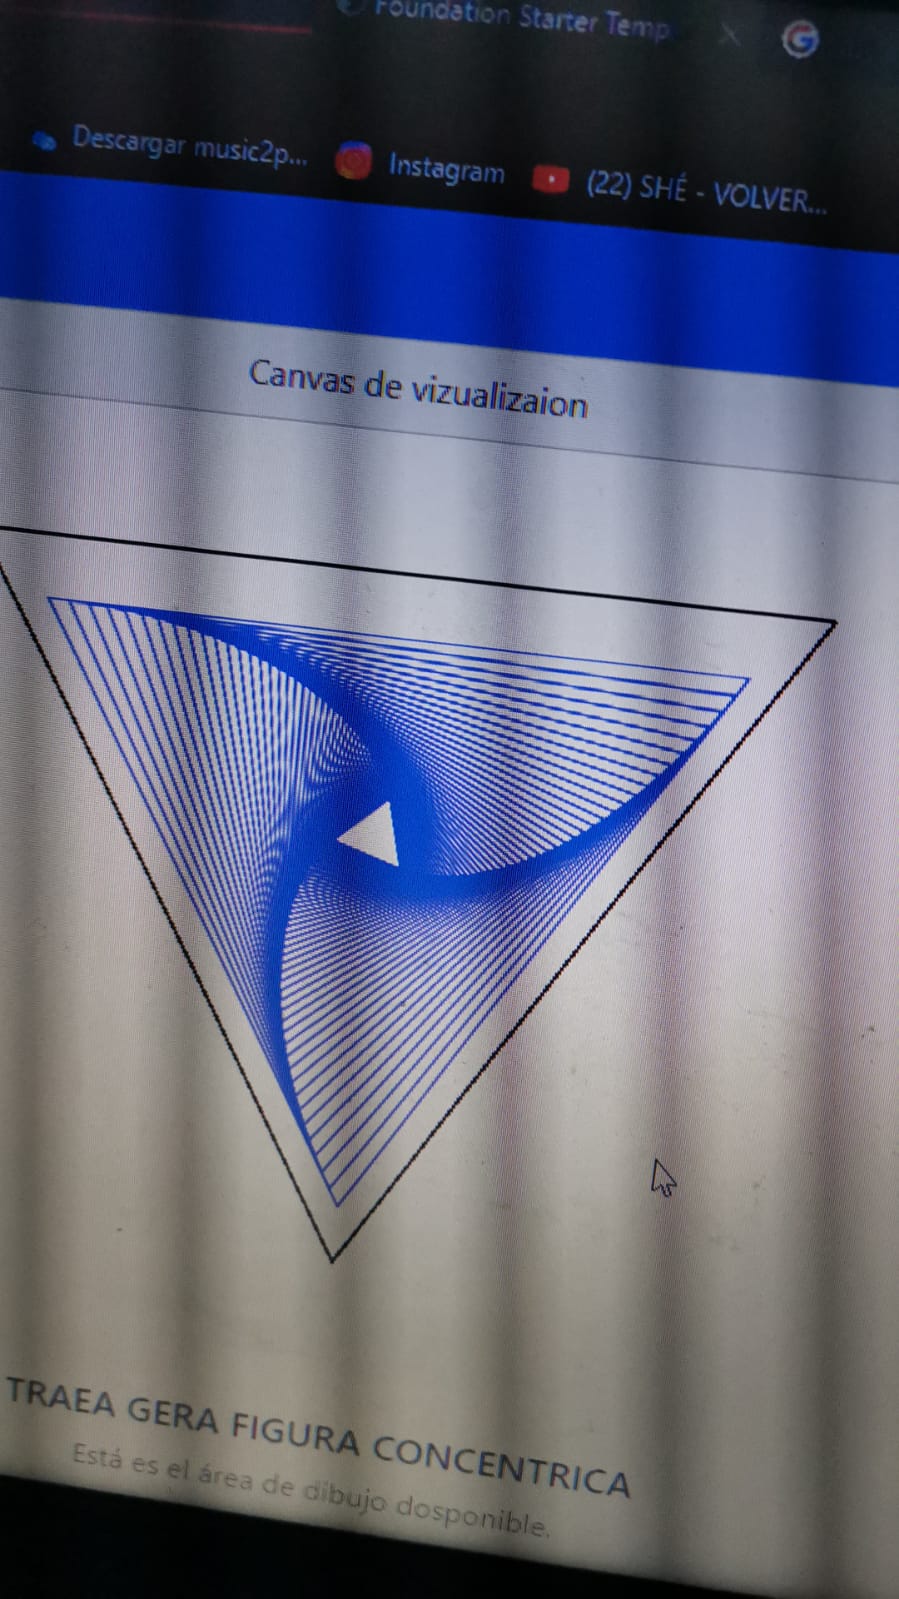 Foundation Starter Temp
Descargar music2p... Instagram (22) SHÉ - VOLVER...
Canvas de vizualizaion
TRAEA GERA FIGURA CONCENTRICA
Está es el área de dibujo dosponible.